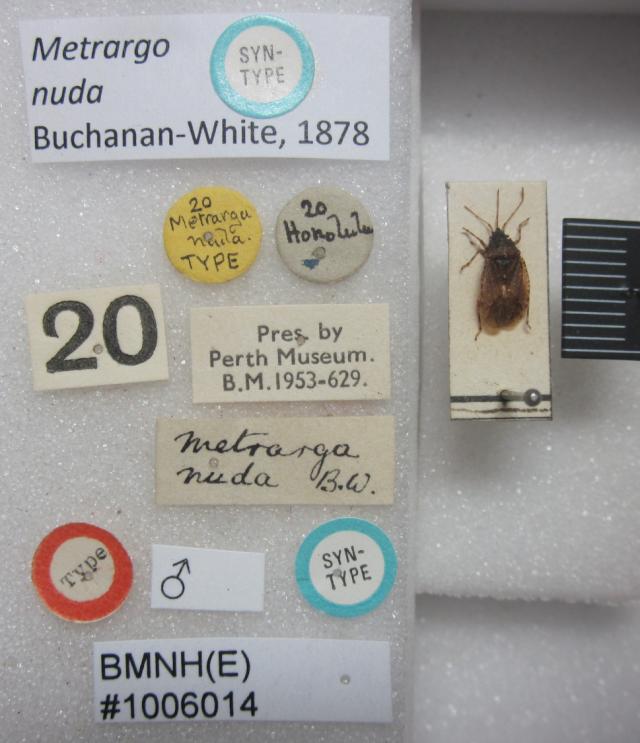 Metrargo
nuda
Buchanan-White, 1878
SYN-
TYPE
20
Metrarga
nuda.
TYPE
20
Honolulu
20
Pres. by
Perth Museum.
B.M.1953-629.
metrarga
nuda B.W.
Type
♂
SYN-
TYPE
BMNH(E)
#1006014